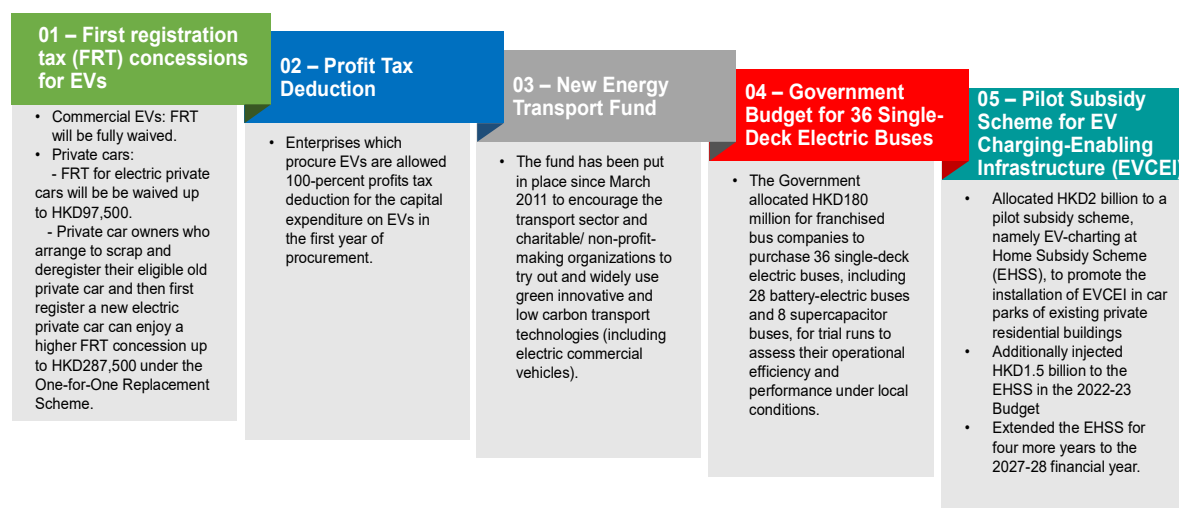 01 – First registration
tax (FRT) concessions
for EVs
• Commercial EVs: FRT
will be fully waived.
• Private cars:
- FRT for electric private
cars will be be waived up
to HKD97,500.
- Private car owners who
arrange to scrap and
deregister their eligible old
private car and then first
register a new electric
private car can enjoy a
higher FRT concession up
to HKD287,500 under the
One-for-One Replacement
Scheme.
02 – Profit Tax
Deduction
• Enterprises which
procure EVs are allowed
100-percent profits tax
deduction for the capital
expenditure on EVs in
the first year of
procurement.
03 – New Energy
Transport Fund
• The fund has been put
in place since March
2011 to encourage the
transport sector and
charitable/ non-profit-
making organizations to
try out and widely use
green innovative and
low carbon transport
technologies (including
electric commercial
vehicles).
04 – Government
Budget for 36 Single-
Deck Electric Buses
• The Government
allocated HKD180
million for franchised
bus companies to
purchase 36 single-deck
electric buses, including
28 battery-electric buses
and 8 supercapacitor
buses, for trial runs to
assess their operational
efficiency and
performance under local
conditions.
05 – Pilot Subsidy
Scheme for EV
Charging-Enabling
Infrastructure (EVCEI)
• Allocated HKD2 billion to a
pilot subsidy scheme,
namely EV-charting at
Home Subsidy Scheme
(EHSS), to promote the
installation of EVCEI in car
parks of existing private
residential buildings
• Additionally injected
HKD1.5 billion to the
EHSS in the 2022-23
Budget
• Extended the EHSS for
four more years to the
2027-28 financial year.